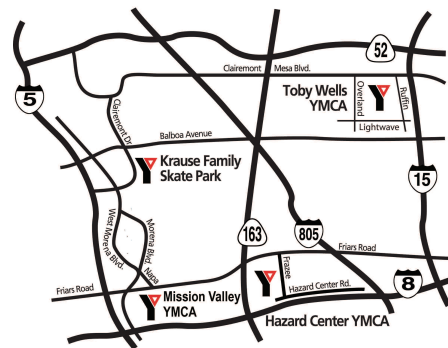 52
Clairemont Mesa Blvd.
5
Toby Wells
YMCA
Overland
Ruffin
Clairemont Dr
Lightwave
Balboa Avenue
Krause Family
Skate Park
15
West Morena Blvd.
Morena Blvd.
Napa
163
805
Friars Road
Frazee
8
Friars Road
Mission Valley
YMCA
Hazard Center Rd.
Hazard Center YMCA